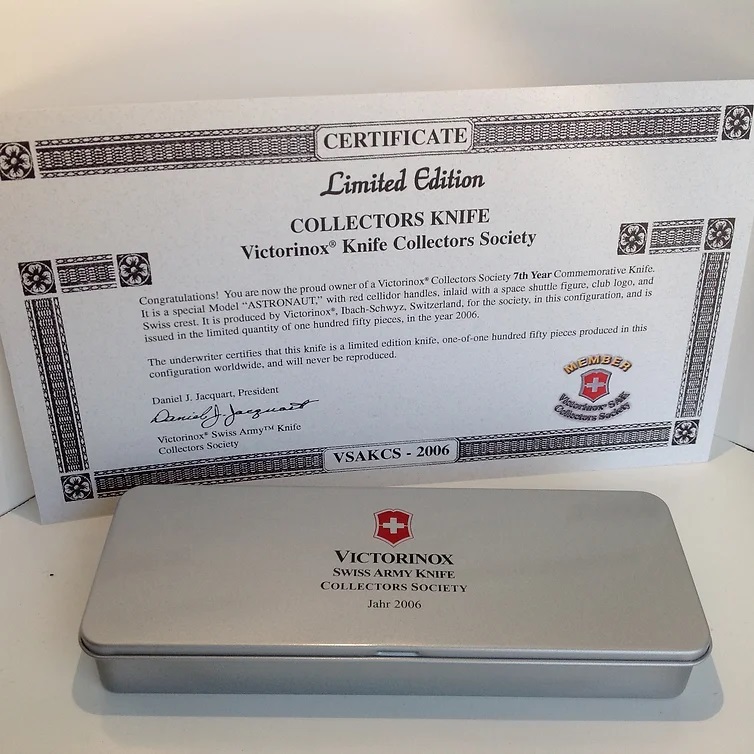 CERTIFICATE
Limited Edition
COLLECTORS KNIFE
Victorinox® Knife Collectors Society
Congratulations! You are now the proud owner of a Victorinox® Collectors Society 7th Year Commemorative Knife.
It is a special Model "ASTRONAUT," with red cellidor handles, inlaid with a space shuttle figure, club logo, and
Swiss crest. It is produced by Victorinox®, Ibach-Schwyz, Switzerland, for the society, in this configuration, and is
issued in the limited quantity of one hundred fifty pieces, in the year 2006.
The underwriter certifies that this knife is a limited edition knife, one-of-one hundred fifty pieces produced in this
configuration worldwide, and will never be reproduced.
Daniel J. Jacquart, President
Daniel J. Jacquart
Victorinox® Swiss Army™ Knife
Collectors Society
MEMBER
Victorinox® SAK
Collectors Society
VSAKCS - 2006
VICTORINOX
SWISS ARMY KNIFE
COLLECTORS SOCIETY
Jahr 2006